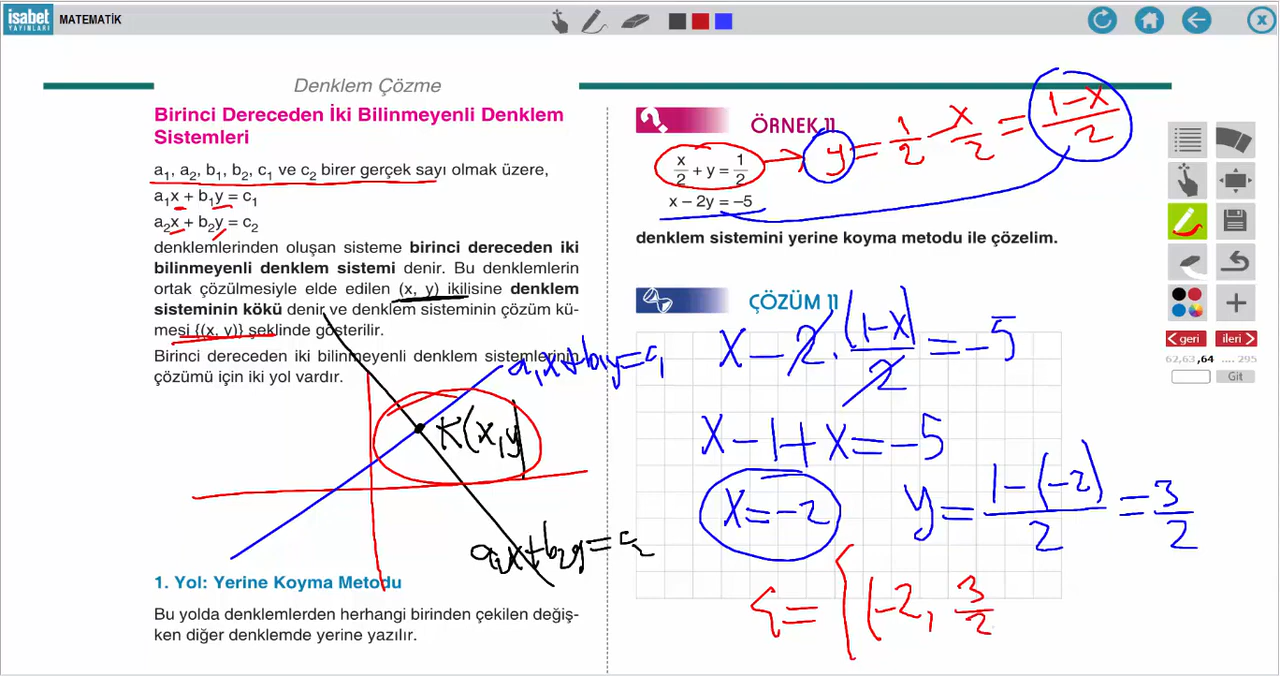 isabet
YAYINLARI
MATEMATİK
Denklem Çözme
Birinci Dereceden İki Bilinmeyenli Denklem
Sistemleri
a₁, a₂, b₁, b₂, c₁ ve c₂ birer gerçek sayı olmak üzere,
a₁x + b₁y = c₁
a₂x + b₂y = c₂
denklemlerinden oluşan sisteme birinci dereceden iki
bilinmeyenli denklem sistemi denir. Bu denklemlerin
ortak çözülmesiyle elde edilen (x, y) ikilisine denklem
sisteminin kökü denir ve denklem sisteminin çözüm kü-
mesi {(x, y)} şeklinde gösterilir.
Birinci dereceden iki bilinmeyenli denklem sistemlerinin
çözümü için iki yol vardır.
a₁x+b₁y=c₁
K(x,y)
a₂x+b₂y=c₂
1. Yol: Yerine Koyma Metodu
Bu yolda denklemlerden herhangi birinden çekilen değiş-
ken diğer denklemde yerine yazılır.
ÖRNEK 11
x/2 + y = 1/2
y = 1/2 - x/2 = (1-x)/2
x – 2y = –5
denklem sistemini yerine koyma metodu ile çözelim.
ÇÖZÜM 11
x - 2.(1-x)/2 = -5
x - 1 + x = -5
x = -2
y = (1-(-2))/2 = 3/2
Ç = {(-2, 3/2
geri
ileri
62,63,64 .... 295
Git